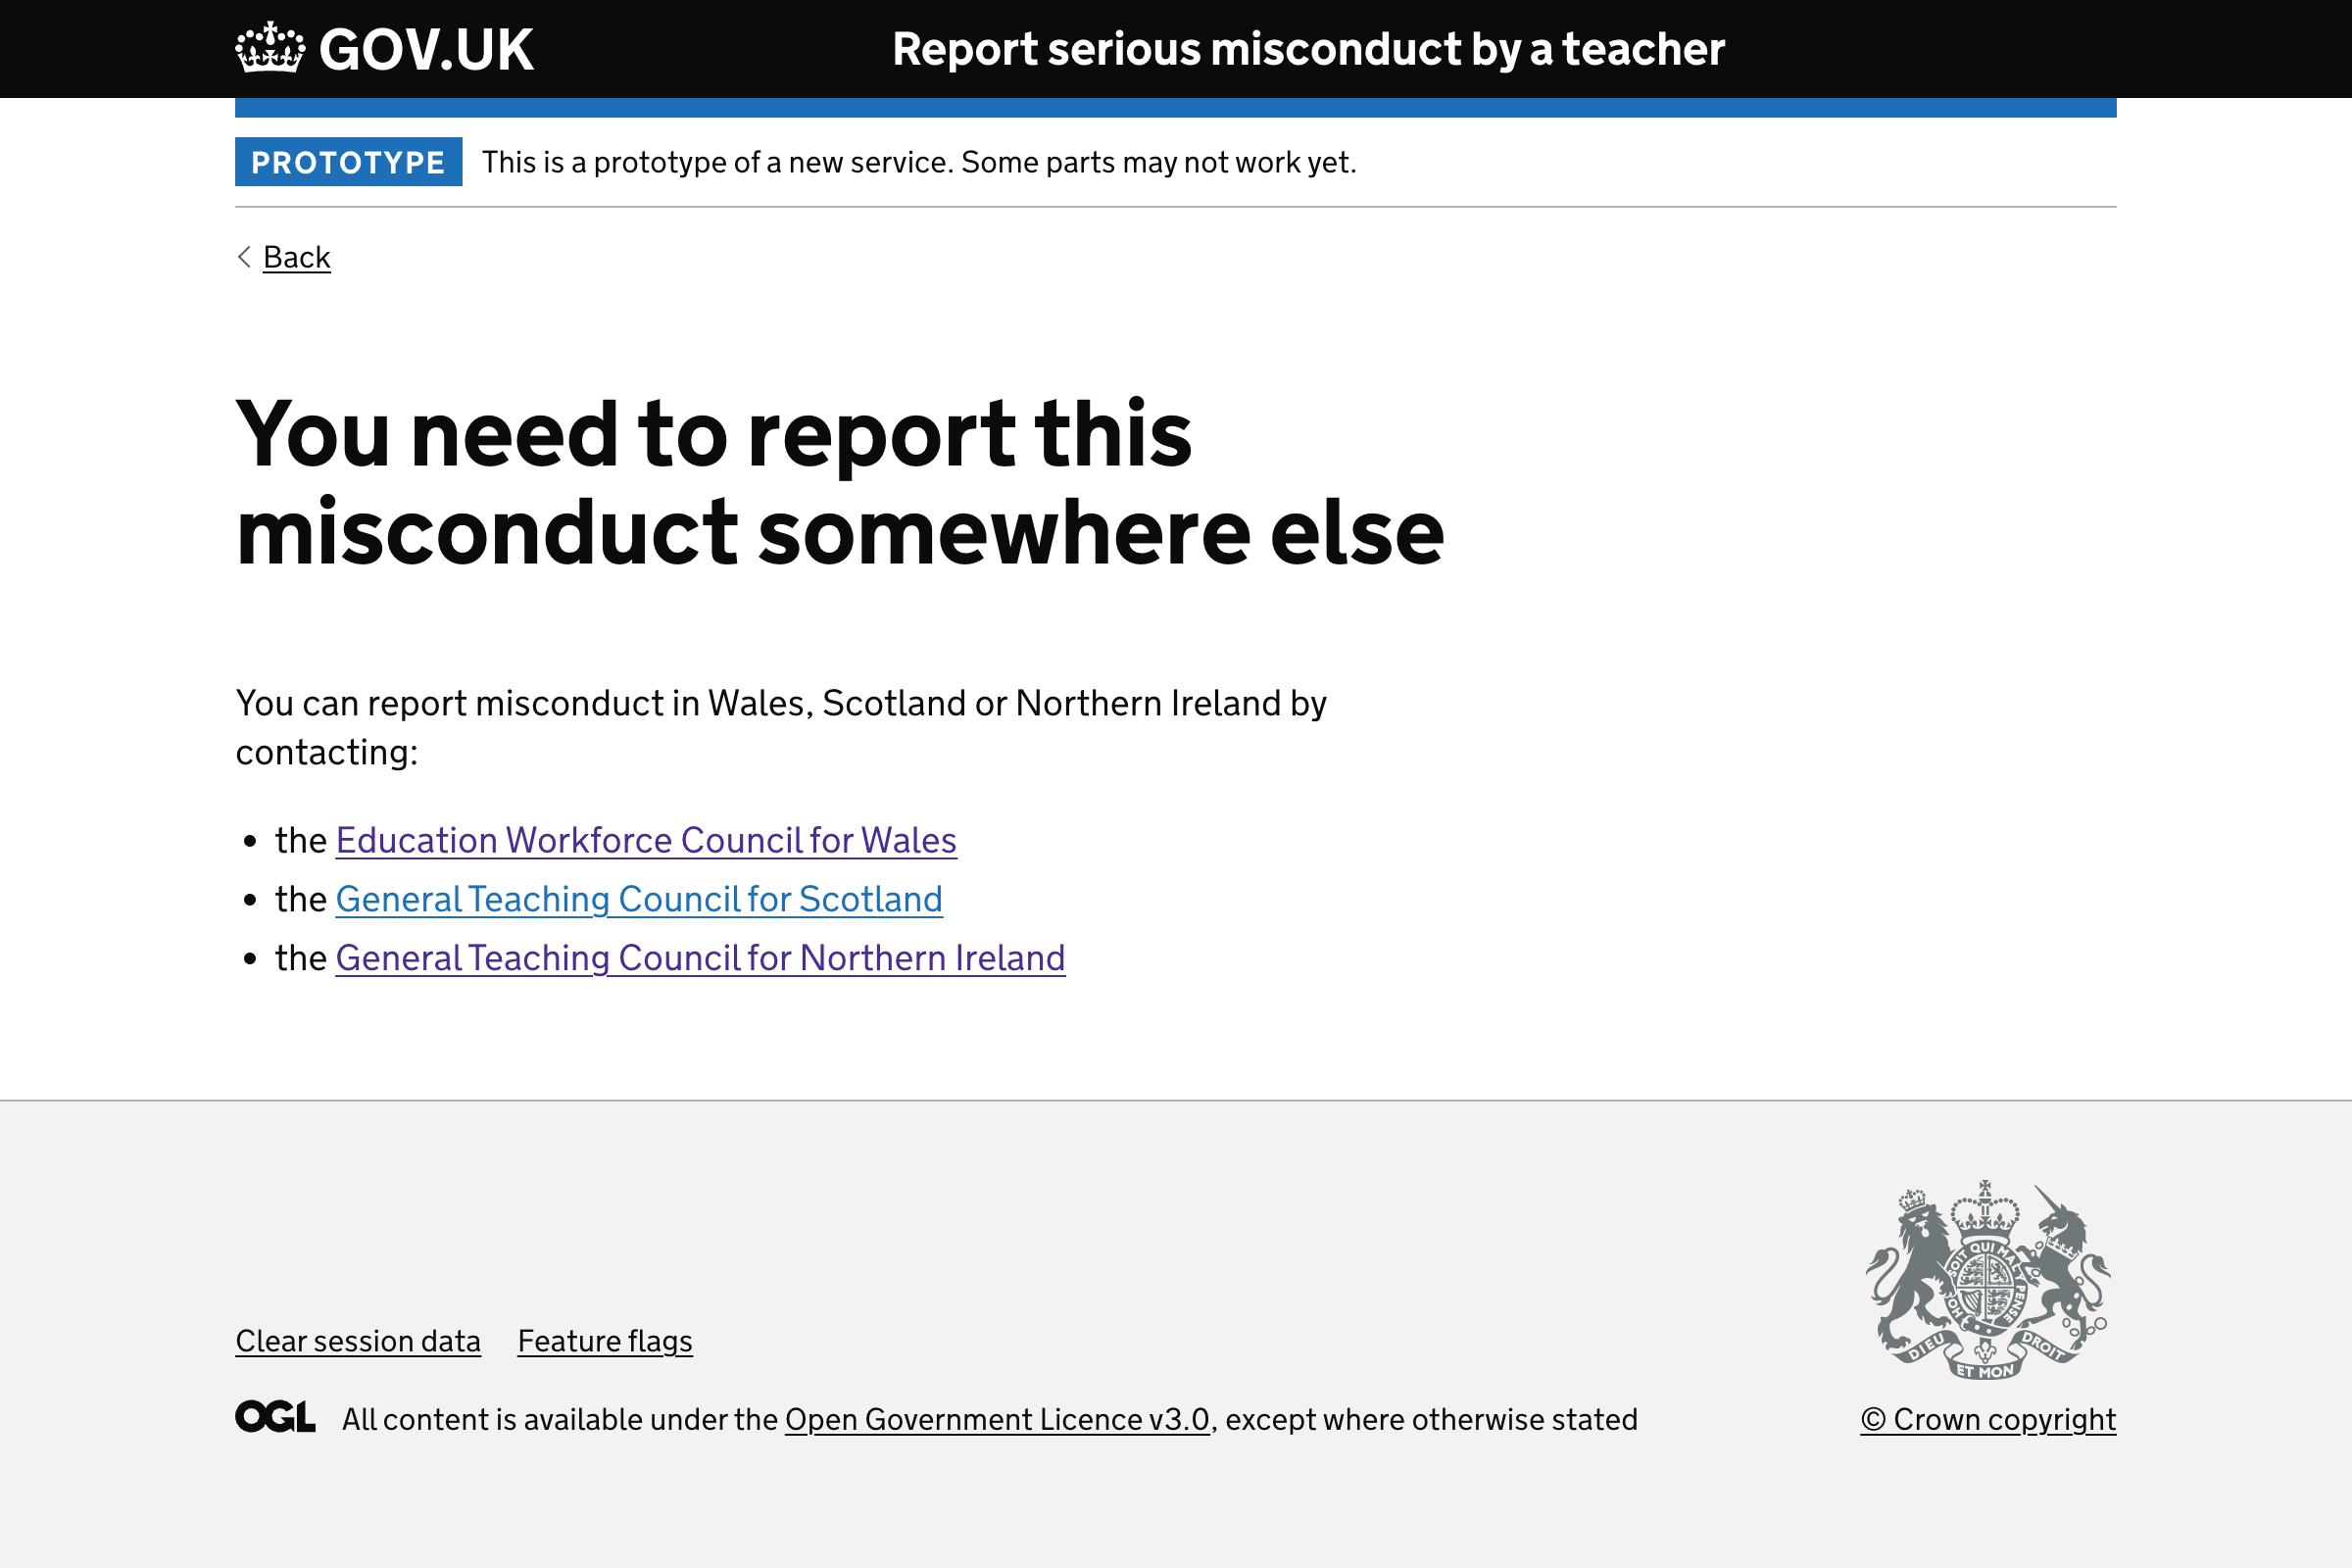 GOV.UK Report serious misconduct by a teacher
PROTOTYPE This is a prototype of a new service. Some parts may not work yet.
Back
You need to report this
misconduct somewhere else
You can report misconduct in Wales, Scotland or Northern Ireland by
contacting:
• the Education Workforce Council for Wales
• the General Teaching Council for Scotland
• the General Teaching Council for Northern Ireland
HONI SOIT QUI MAL PENSE
DIEU ET MON DROIT
Clear session data Feature flags
OGL All content is available under the Open Government Licence v3.0, except where otherwise stated
© Crown copyright